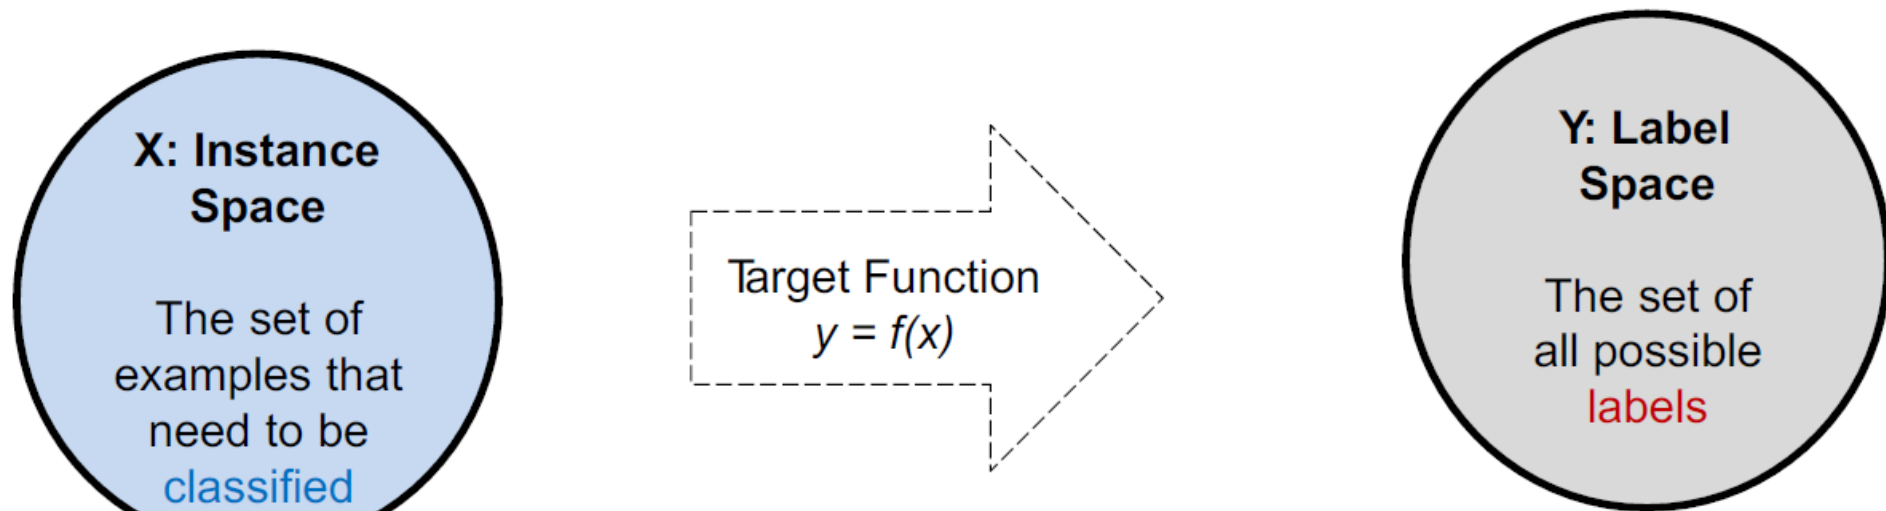 X: Instance
Space
The set of
examples that
need to be
classified
Target Function
y = f(x)
Y: Label
Space
The set of
all possible
labels